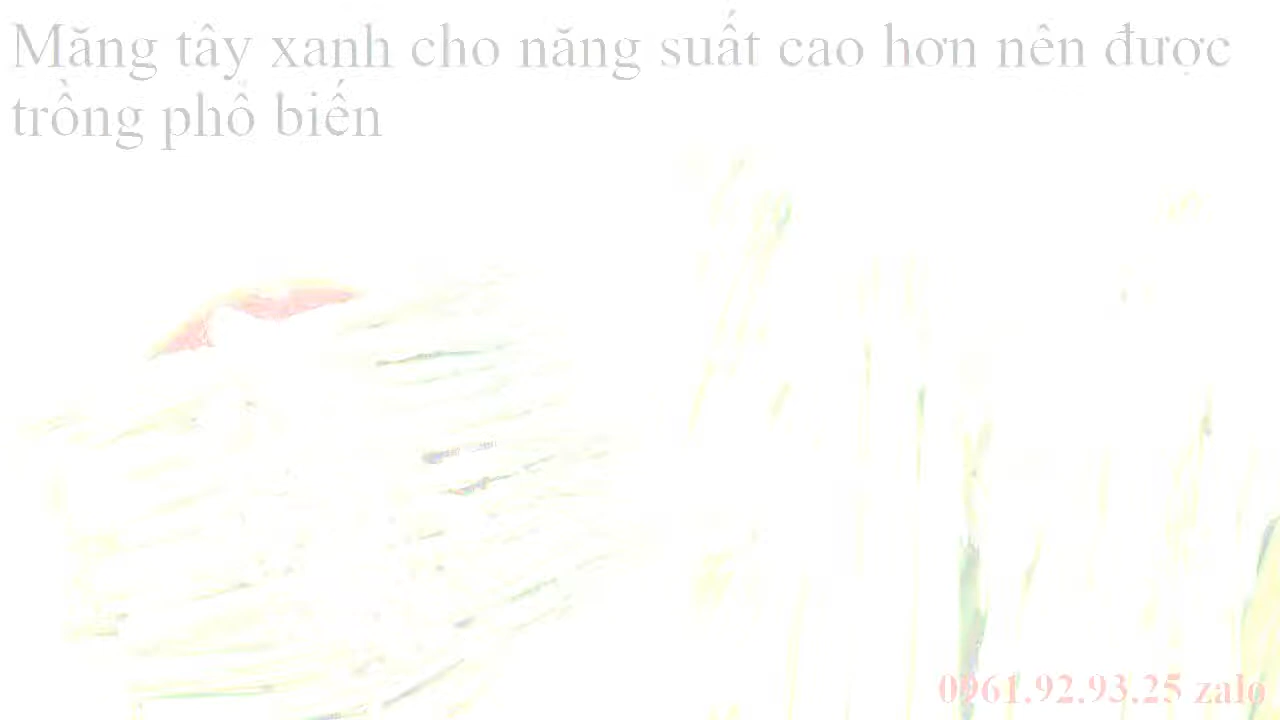 Măng tây xanh cho năng suất cao hơn nên được
trồng phổ biến
0961.92.93.25 zalo